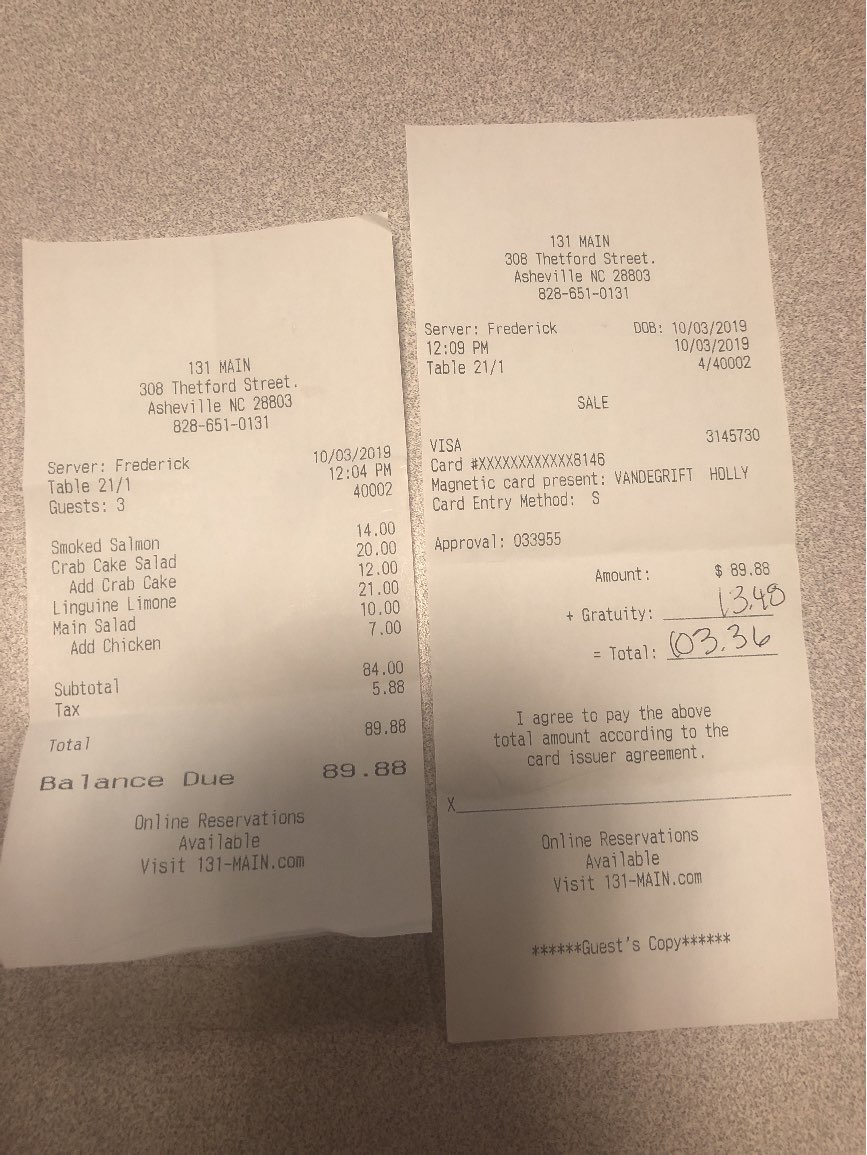 131 MAIN
308 Thetford Street.
Asheville NC 28803
828-651-0131
Server: Frederick 10/03/2019
Table 21/1 12:04 PM
Guests: 3 40002
Smoked Salmon 14.00
Crab Cake Salad 20.00
Add Crab Cake 12.00
Linguine Limone 21.00
Main Salad 10.00
Add Chicken 7.00
Subtotal 84.00
Tax 5.88
Total 89.88
Balance Due 89.88
Online Reservations
Available
Visit 131-MAIN.com
131 MAIN
308 Thetford Street.
Asheville NC 28803
828-651-0131
Server: Frederick DOB: 10/03/2019
12:09 PM 10/03/2019
Table 21/1 4/40002
SALE
VISA 3145730
Card #XXXXXXXXXXXX8146
Magnetic card present: VANDEGRIFT HOLLY
Card Entry Method: S
Approval: 033955
Amount: $ 89.88
+ Gratuity: 13.48
= Total: 103.36
I agree to pay the above
total amount according to the
card issuer agreement.
X
Online Reservations
Available
Visit 131-MAIN.com
******Guest's Copy******